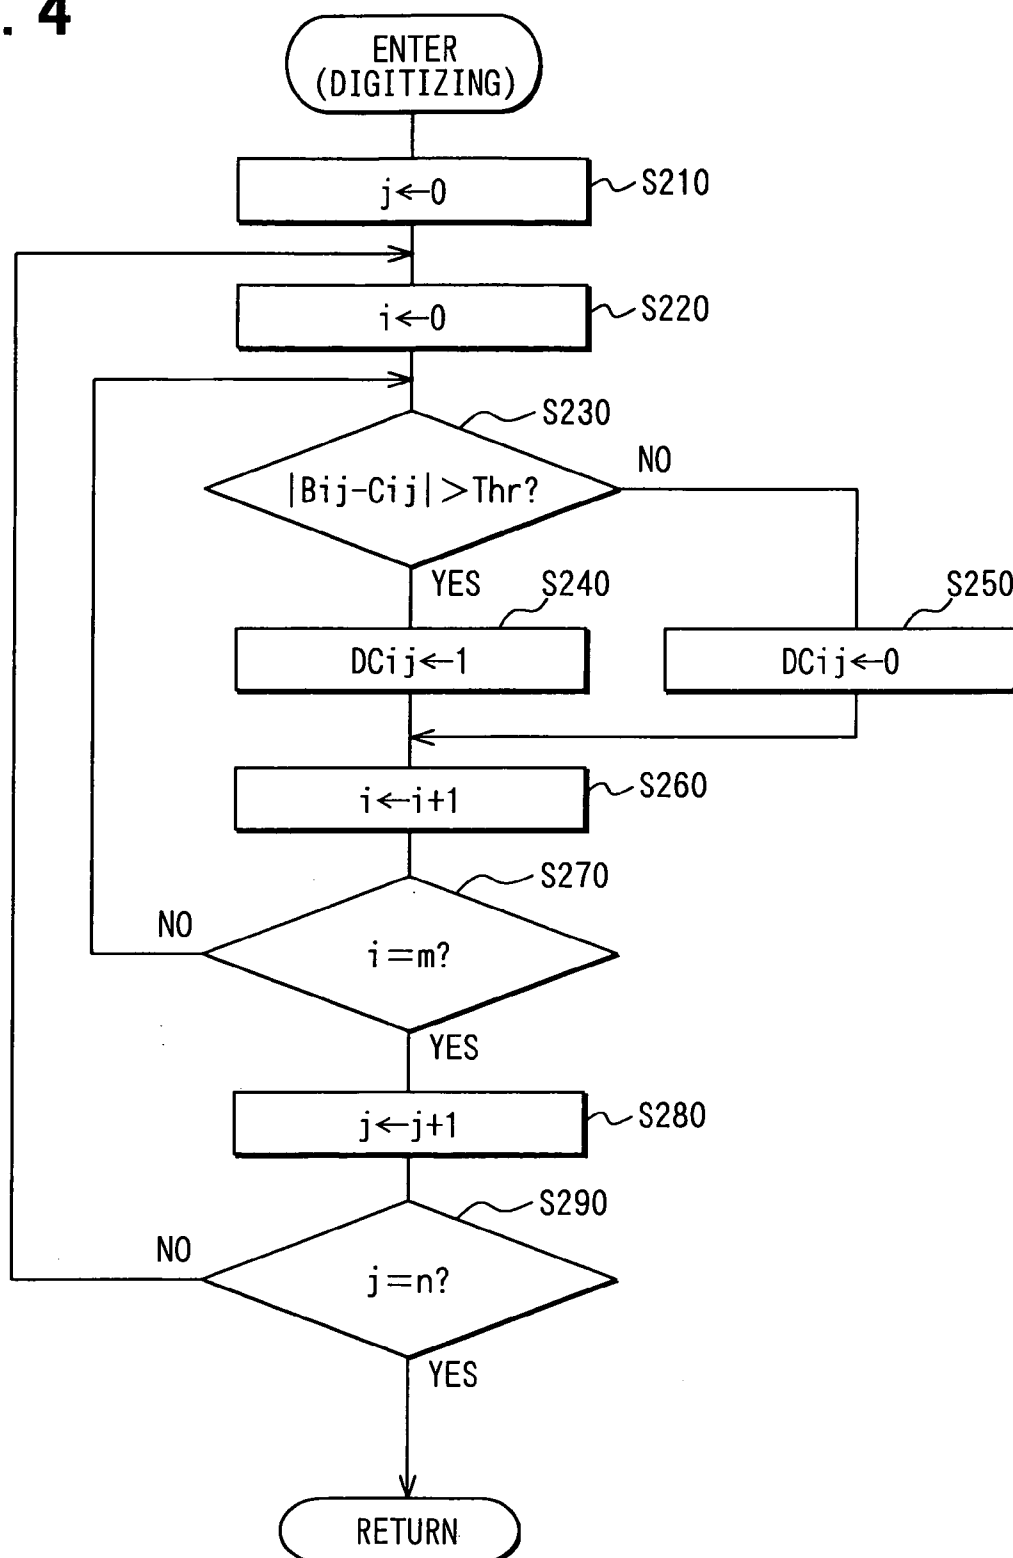 . 4
ENTER
(DIGITIZING)
j←0
S210
i←0
S220
S230
|Bij-Cij|>Thr?
NO
YES
S240
S250
DCij←1
DCij←0
i←i+1
S260
S270
NO
i=m?
YES
j←j+1
S280
S290
NO
j=n?
YES
RETURN